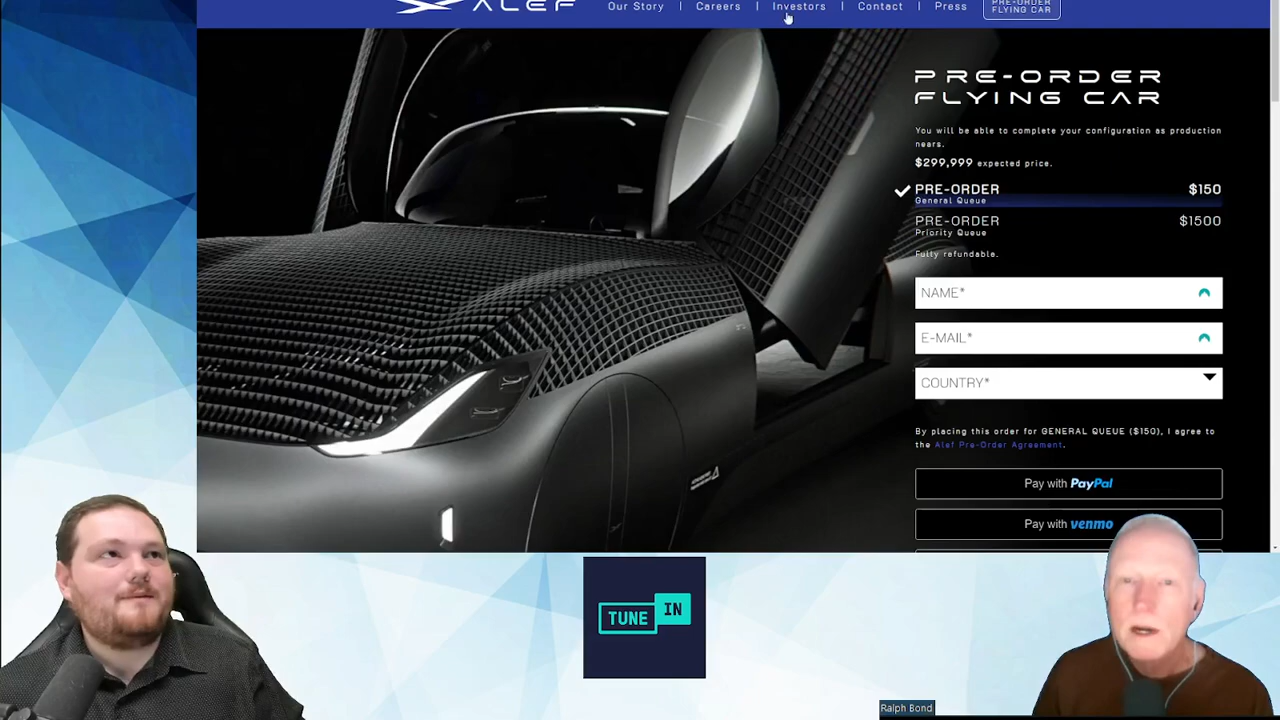 ALEF
Our Story | Careers | Investors | Contact | Press
PRE-ORDER
FLYING CAR
PRE-ORDER
FLYING CAR
You will be able to complete your configuration as production
nears.
$299,999 expected price.
PRE-ORDER $150
General Queue
PRE-ORDER $1500
Priority Queue
Fully refundable.
NAME*
E-MAIL*
COUNTRY*
By placing this order for GENERAL QUEUE ($150), I agree to
the Alef Pre-Order Agreement.
Pay with PayPal
Pay with venmo
TUNE IN
Ralph Bond